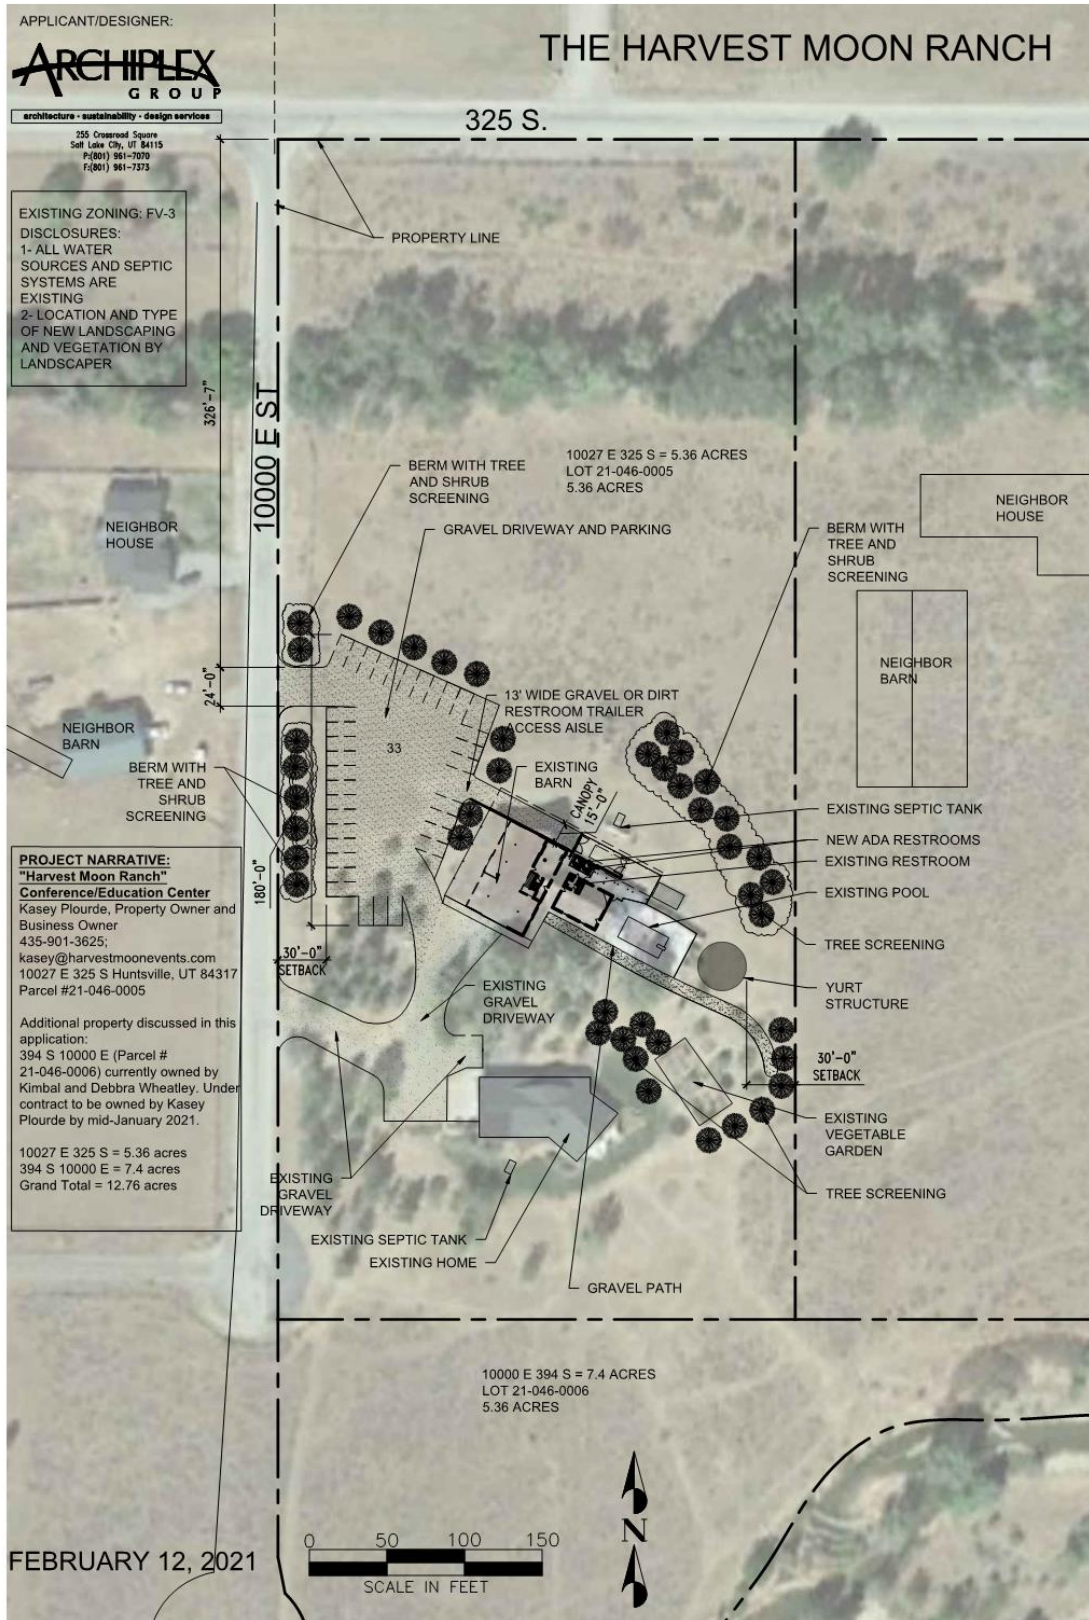 APPLICANT/DESIGNER:
ARCHIPLEX
GROUP
architecture • sustainability • design services
255 Crossroad Square
Salt Lake City, UT 84115
P:(801) 961-7070
F:(801) 961-7373
THE HARVEST MOON RANCH
325 S.
EXISTING ZONING: FV-3
DISCLOSURES:
1- ALL WATER
SOURCES AND SEPTIC
SYSTEMS ARE
EXISTING
2- LOCATION AND TYPE
OF NEW LANDSCAPING
AND VEGETATION BY
LANDSCAPER
PROPERTY LINE
326'-7"
10000 E ST
10027 E 325 S = 5.36 ACRES
LOT 21-046-0005
5.36 ACRES
BERM WITH TREE
AND SHRUB
SCREENING
GRAVEL DRIVEWAY AND PARKING
NEIGHBOR
HOUSE
NEIGHBOR
HOUSE
BERM WITH
TREE AND
SHRUB
SCREENING
NEIGHBOR
BARN
24'-0"
13' WIDE GRAVEL OR DIRT
RESTROOM TRAILER
ACCESS AISLE
NEIGHBOR
BARN
33
BERM WITH
TREE AND
SHRUB
SCREENING
EXISTING
BARN
CANOPY
15'-0"
EXISTING SEPTIC TANK
NEW ADA RESTROOMS
EXISTING RESTROOM
EXISTING POOL
TREE SCREENING
YURT
STRUCTURE
180'-0"
30'-0"
SETBACK
EXISTING
GRAVEL
DRIVEWAY
30'-0"
SETBACK
EXISTING
VEGETABLE
GARDEN
TREE SCREENING
PROJECT NARRATIVE:
"Harvest Moon Ranch"
Conference/Education Center
Kasey Plourde, Property Owner and
Business Owner
435-901-3625;
kasey@harvestmoonevents.com
10027 E 325 S Huntsville, UT 84317
Parcel #21-046-0005
Additional property discussed in this
application:
394 S 10000 E (Parcel #
21-046-0006) currently owned by
Kimbal and Debbra Wheatley. Under
contract to be owned by Kasey
Plourde by mid-January 2021.
10027 E 325 S = 5.36 acres
394 S 10000 E = 7.4 acres
Grand Total = 12.76 acres
EXISTING
GRAVEL
DRIVEWAY
EXISTING SEPTIC TANK
EXISTING HOME
GRAVEL PATH
10000 E 394 S = 7.4 ACRES
LOT 21-046-0006
5.36 ACRES
N
FEBRUARY 12, 2021
0 50 100 150
SCALE IN FEET